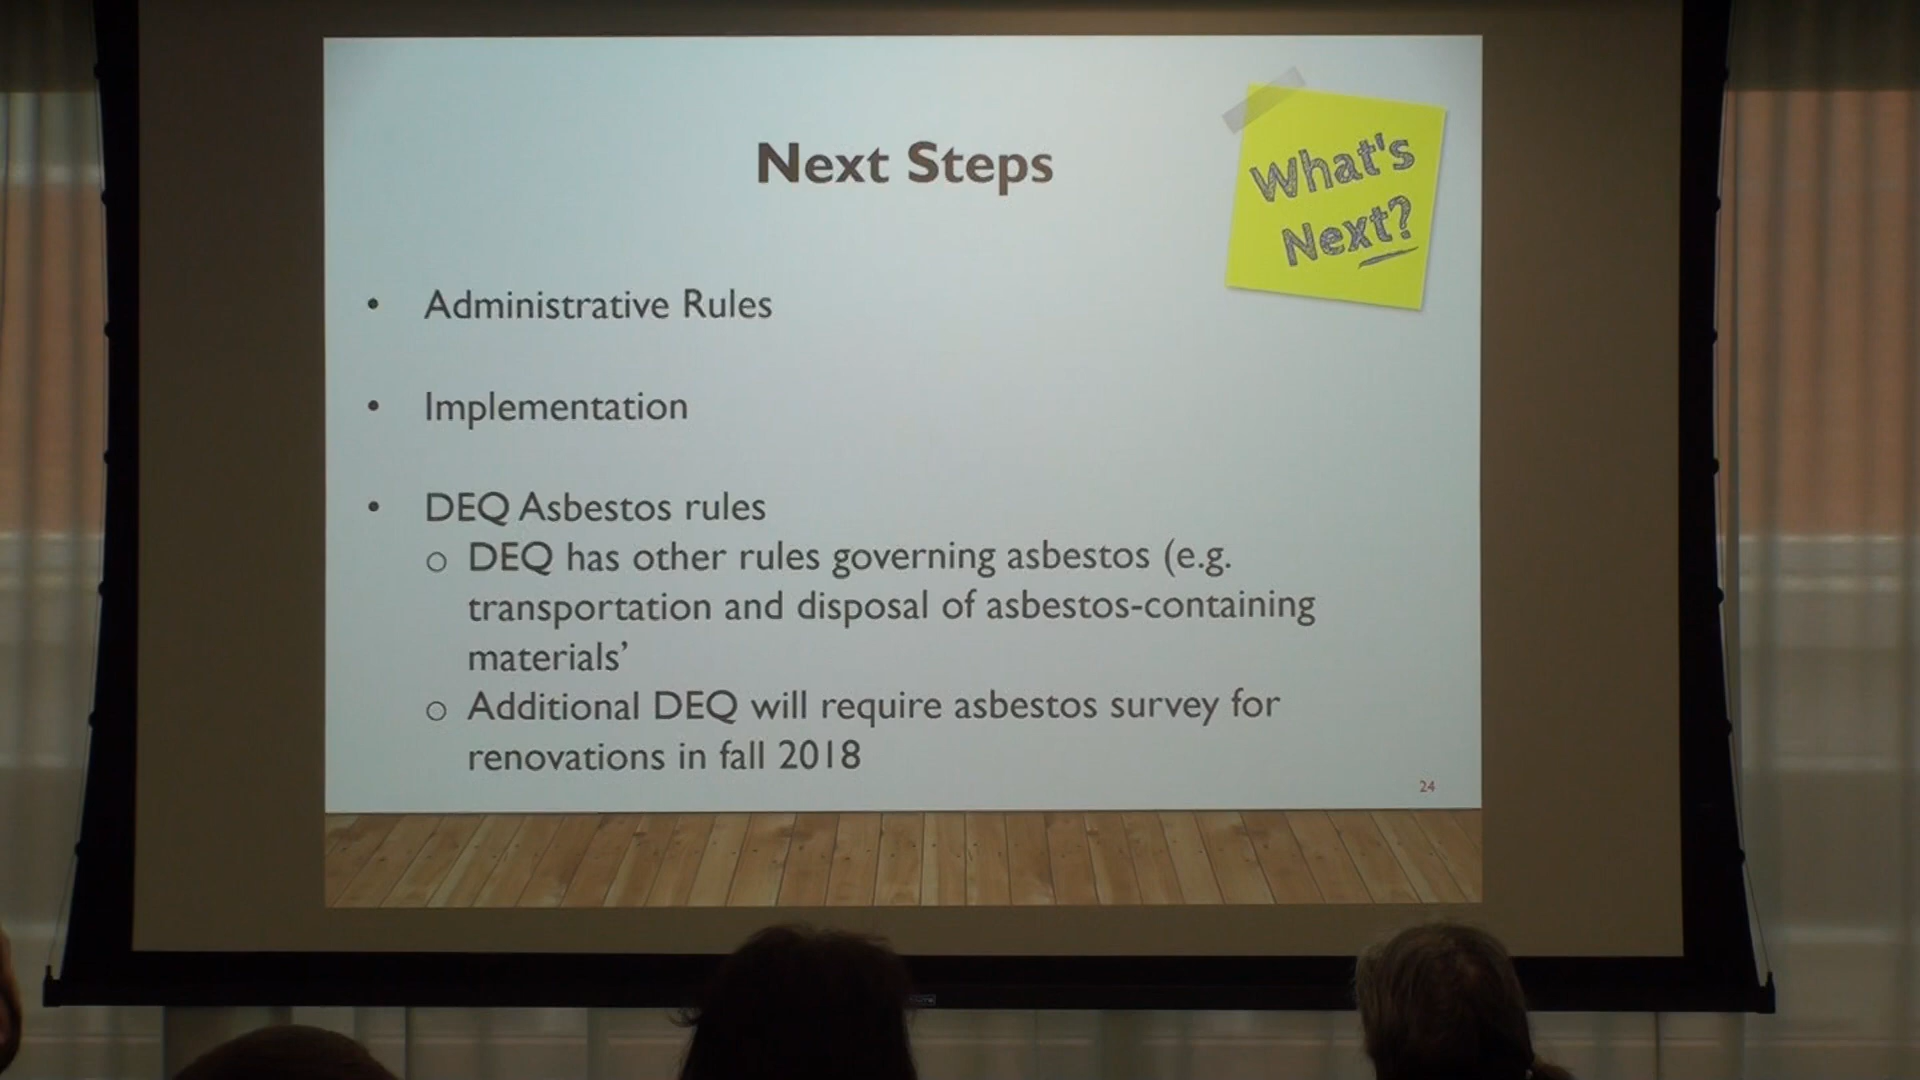 Next Steps
What's
Next?
• Administrative Rules
• Implementation
• DEQ Asbestos rules
o DEQ has other rules governing asbestos (e.g.
transportation and disposal of asbestos-containing
materials’
o Additional DEQ will require asbestos survey for
renovations in fall 2018
24